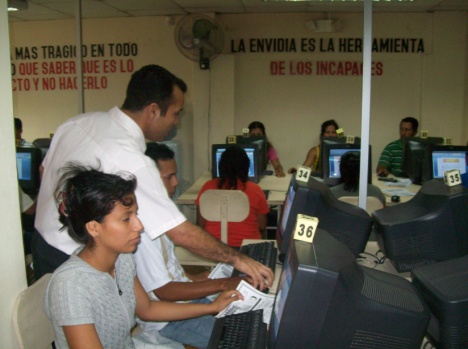 MAS TRAGICO EN TODO
QUE SABER QUE ES LO
CTO Y NO HACERLO
LA ENVIDIA ES LA HERRAMIENTA
DE LOS INCAPACES
34
35
36